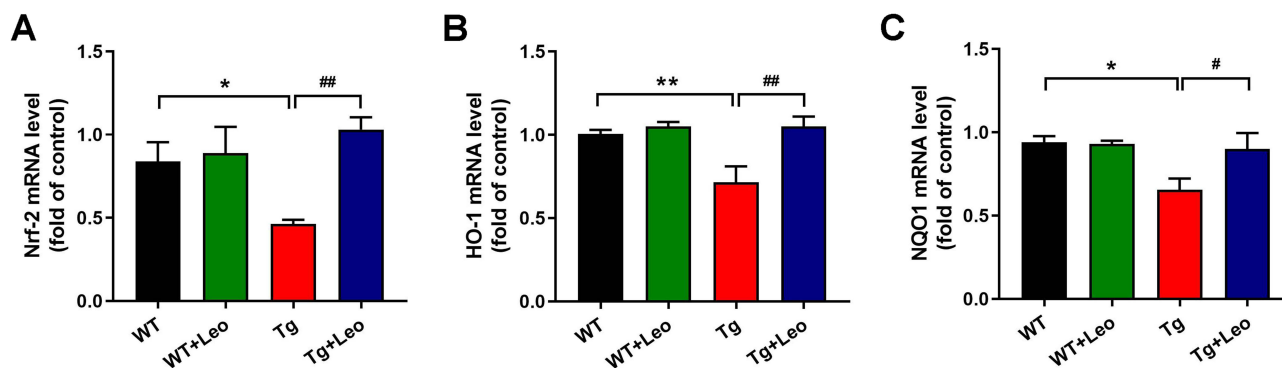 A
Nrf-2 mRNA level
(fold of control)
1.5
1.0
0.5
0.0
*
##
WT
WT+Leo
Tg
Tg+Leo
B
HO-1 mRNA level
(fold of control)
1.5
1.0
0.5
0.0
**
##
WT
WT+Leo
Tg
Tg+Leo
C
NQO1 mRNA level
(fold of control)
1.5
1.0
0.5
0.0
*
#
WT
WT+Leo
Tg
Tg+Leo